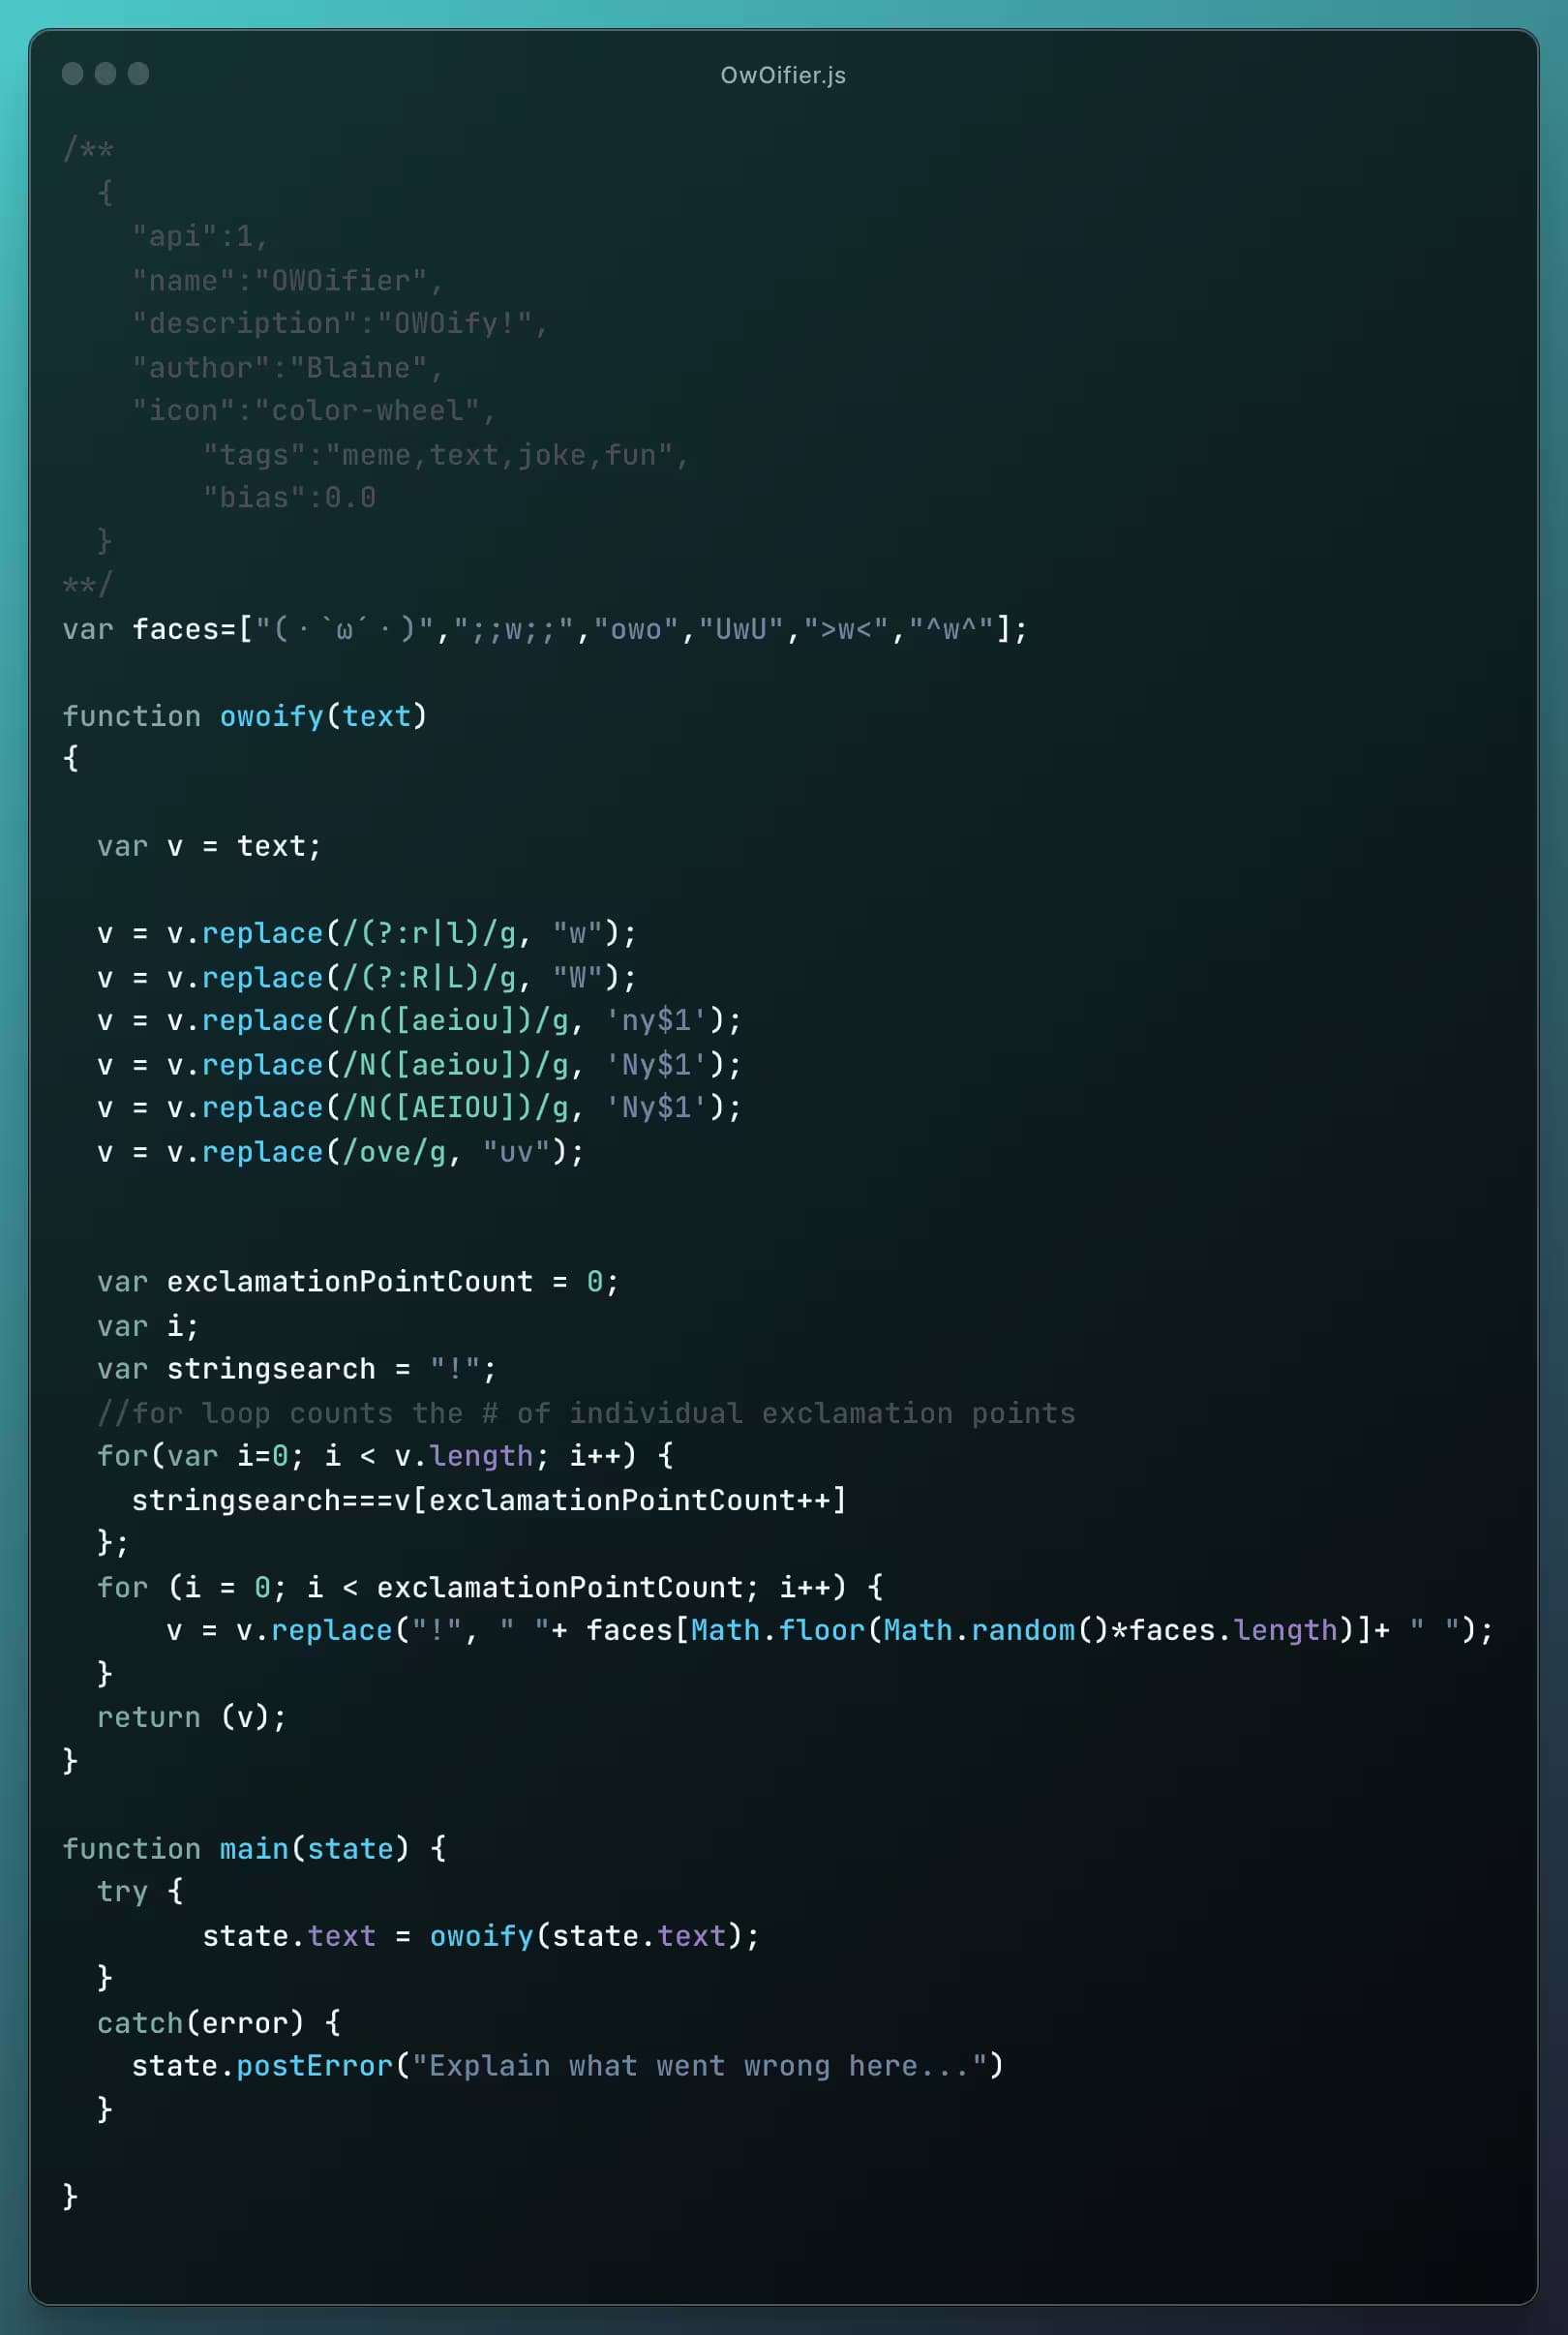 OwOifier.js
/**
  {
    "api":1,
    "name":"OWOifier",
    "description":"OWOify!",
    "author":"Blaine",
    "icon":"color-wheel",
        "tags":"meme,text,joke,fun",
        "bias":0.0
  }
**/
var faces=["(・`ω´・)",";;w;;","owo","UwU",">w<","^w^"];
function owoify(text)
{
  var v = text;
  v = v.replace(/(?:r|l)/g, "w");
  v = v.replace(/(?:R|L)/g, "W");
  v = v.replace(/n([aeiou])/g, 'ny$1');
  v = v.replace(/N([aeiou])/g, 'Ny$1');
  v = v.replace(/N([AEIOU])/g, 'Ny$1');
  v = v.replace(/ove/g, "uv");
  var exclamationPointCount = 0;
  var i;
  var stringsearch = "!";
  //for loop counts the # of individual exclamation points
  for(var i=0; i < v.length; i++) {
    stringsearch===v[exclamationPointCount++]
  };
  for (i = 0; i < exclamationPointCount; i++) {
      v = v.replace("!", " "+ faces[Math.floor(Math.random()*faces.length)]+ " ");
  }
  return (v);
}
function main(state) {
  try {
        state.text = owoify(state.text);
  }
  catch(error) {
    state.postError("Explain what went wrong here...")
  }
}